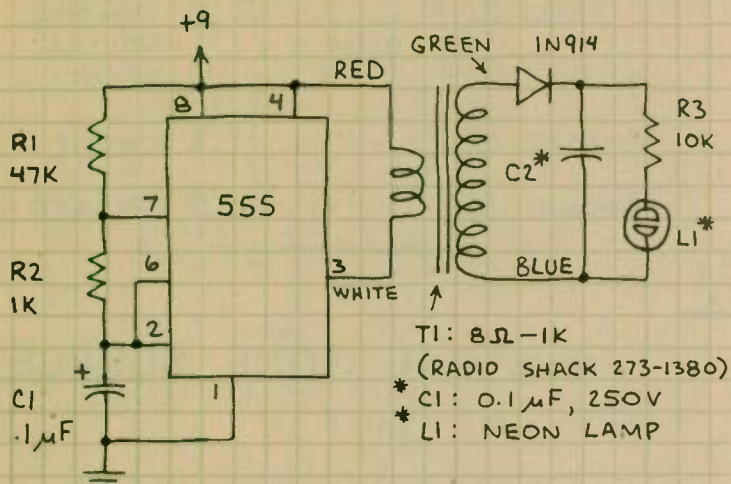 +9
GREEN
1N914
RED
8
4
R1
47K
R3
10K
C2*
7
555
6
L1*
R2
1K
3
BLUE
WHITE
2
T1: 8Ω-1K
(RADIO SHACK 273-1380)
+
C1
.1µF
1
* C1: 0.1µF, 250V
* L1: NEON LAMP